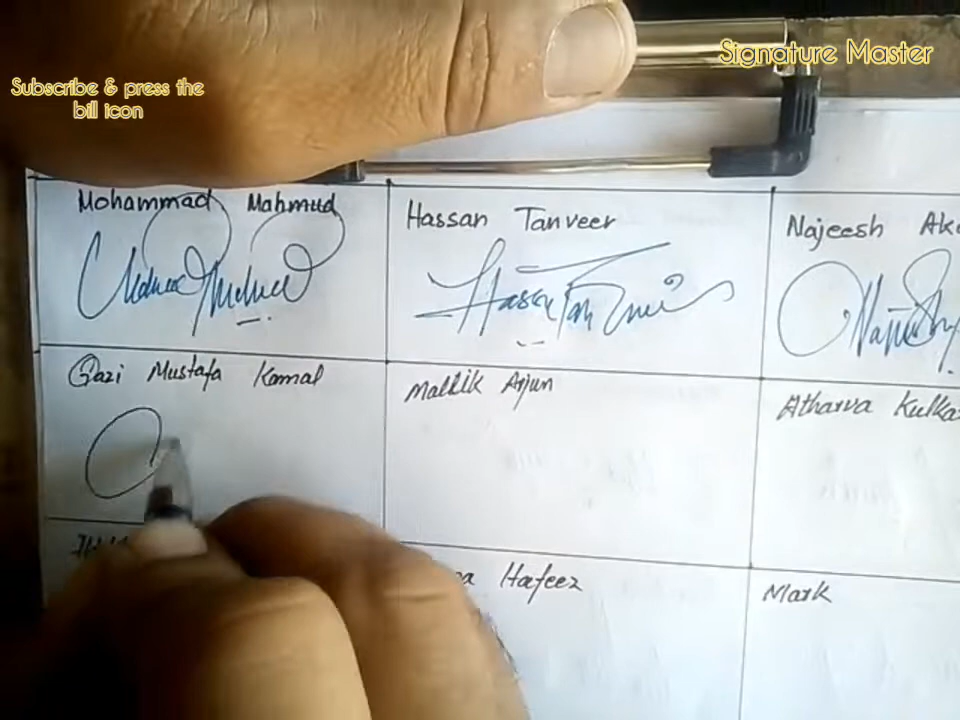 Signature Master
Subscribe & press the
bill icon
Mohammad Mahmud
Hassan Tanveer
Najeesh
Gazi Mustafa Kamal
Mallik Arjun
Atharva
Hafeez
Mark